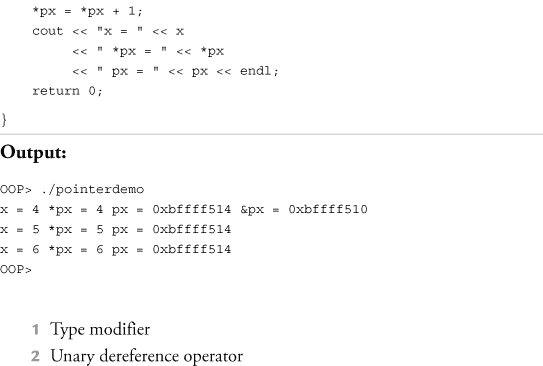 *px = *px + 1;
cout << "x = " << x
<< " *px = " << *px
<< " px = " << px << endl;
return 0;
}
Output:
OOP> ./pointerdemo
x = 4 *px = 4 px = 0xbffff514 &px = 0xbffff510
x = 5 *px = 5 px = 0xbffff514
x = 6 *px = 6 px = 0xbffff514
OOP>
1 Type modifier
2 Unary dereference operator